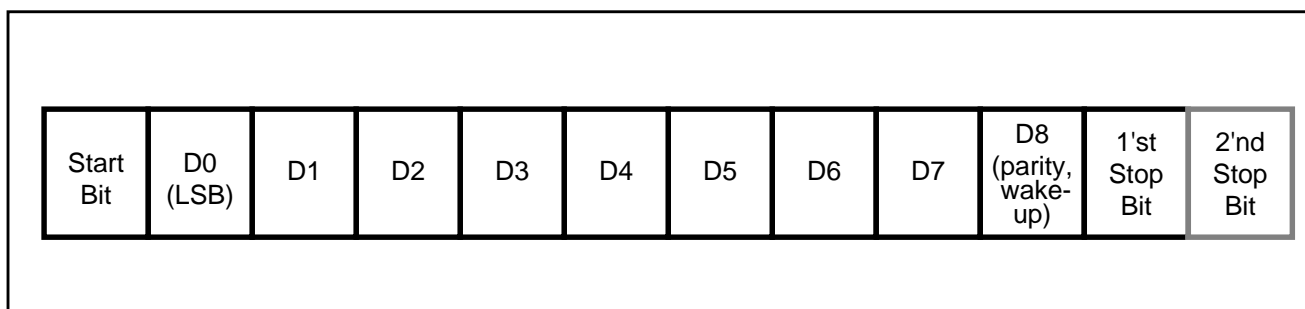 Start
Bit
D0
(LSB)
D1
D2
D3
D4
D5
D6
D7
D8
(parity,
wake-
up)
1'st
Stop
Bit
2'nd
Stop
Bit